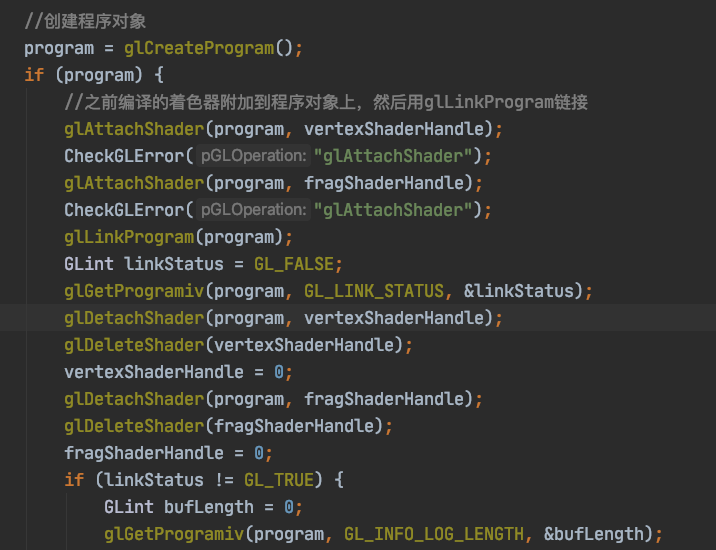 //创建程序对象
program = glCreateProgram();
if (program) {
//之前编译的着色器附加到程序对象上，然后用glLinkProgram链接
glAttachShader(program, vertexShaderHandle);
CheckGLError( pGLOperation: "glAttachShader");
glAttachShader(program, fragShaderHandle);
CheckGLError( pGLOperation: "glAttachShader");
glLinkProgram(program);
GLint linkStatus = GL_FALSE;
glGetProgramiv(program, GL_LINK_STATUS, &linkStatus);
glDetachShader(program, vertexShaderHandle);
glDeleteShader(vertexShaderHandle);
vertexShaderHandle = 0;
glDetachShader(program, fragShaderHandle);
glDeleteShader(fragShaderHandle);
fragShaderHandle = 0;
if (linkStatus != GL_TRUE) {
GLint bufLength = 0;
glGetProgramiv(program, GL_INFO_LOG_LENGTH, &bufLength);